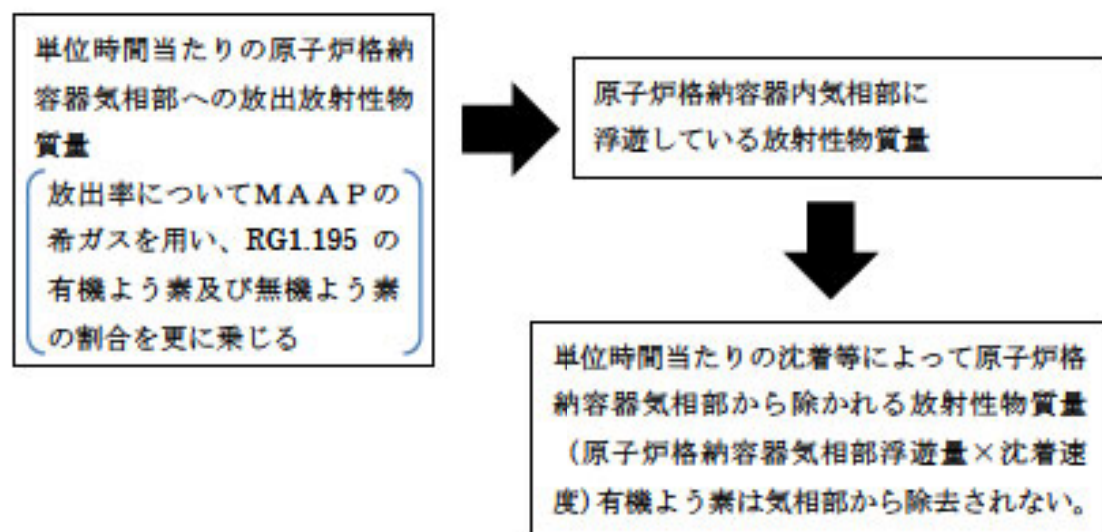 単位時間当たりの原子炉格納
容器気相部への放出放射性物
質量
放出率についてＭＡＡＰの
希ガスを用い、RG1.195 の
有機よう素及び無機よう素
の割合を更に乗じる
原子炉格納容器内気相部に
浮遊している放射性物質量
単位時間当たりの沈着等によって原子炉格
納容器気相部から除かれる放射性物質量
（原子炉格納容器気相部浮遊量×沈着速
度）有機よう素は気相部から除去されない。